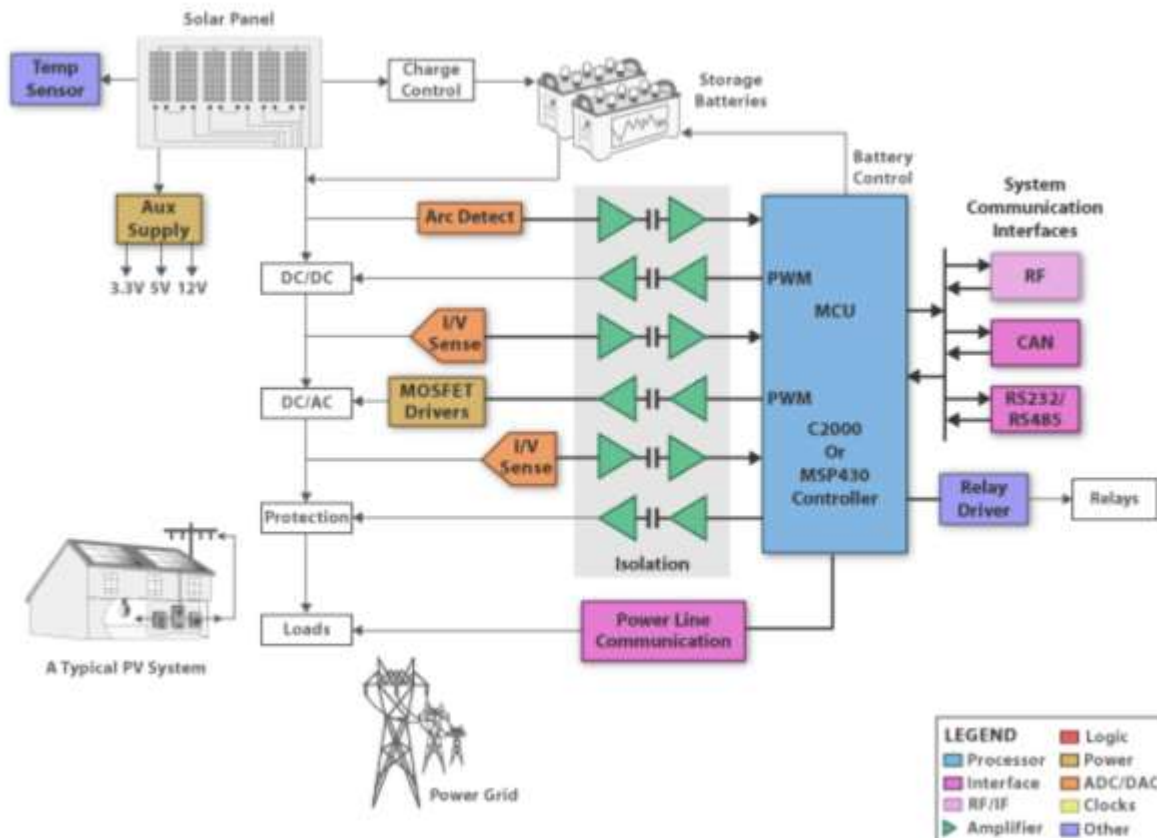 Solar Panel
Temp
Sensor
Charge
Control
Storage
Batteries
Battery
Control
Aux
Supply
3.3V 5V 12V
Arc Detect
System
Communication
Interfaces
DC/DC
PWM
RF
MCU
I/V
Sense
CAN
DC/AC
MOSFET
Drivers
PWM
RS232/
RS485
C2000
Or
MSP430
Controller
I/V
Sense
Relay
Driver
Relays
Protection
Isolation
Loads
Power Line
Communication
A Typical PV System
Power Grid
LEGEND
Processor
Interface
RF/IF
Amplifier
Logic
Power
ADC/DAC
Clocks
Other